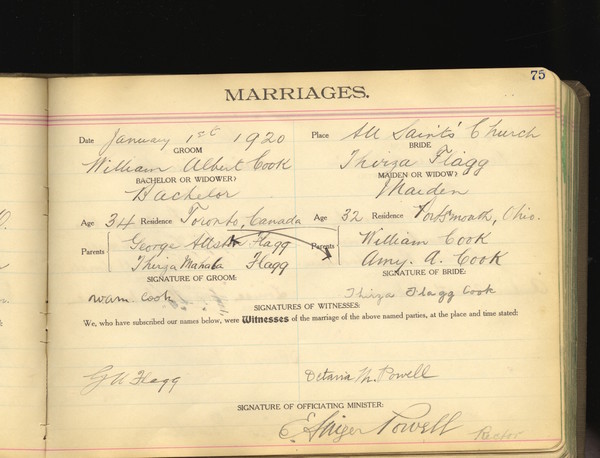 75
MARRIAGES.
Date January 1st 1920 Place All Saints' Church
GROOM BRIDE
William Albert Cook Thirza Flagg
BACHELOR OR WIDOWER? MAIDEN OR WIDOW?
Bachelor Maiden
Age 34 Residence Toronto, Canada Age 32 Residence Portsmouth, Ohio.
Parents George Flagg Parents William Cook
Thirza Mahala Flagg Amy. A. Cook
SIGNATURE OF GROOM: SIGNATURE OF BRIDE:
Wm. Cook Thirza Flagg Cook
SIGNATURES OF WITNESSES:
We, who have subscribed our names below, were Witnesses of the marriage of the above named parties, at the place and time stated:
G A Flagg Octavia M. Powell
SIGNATURE OF OFFICIATING MINISTER:
E. Powell Rector